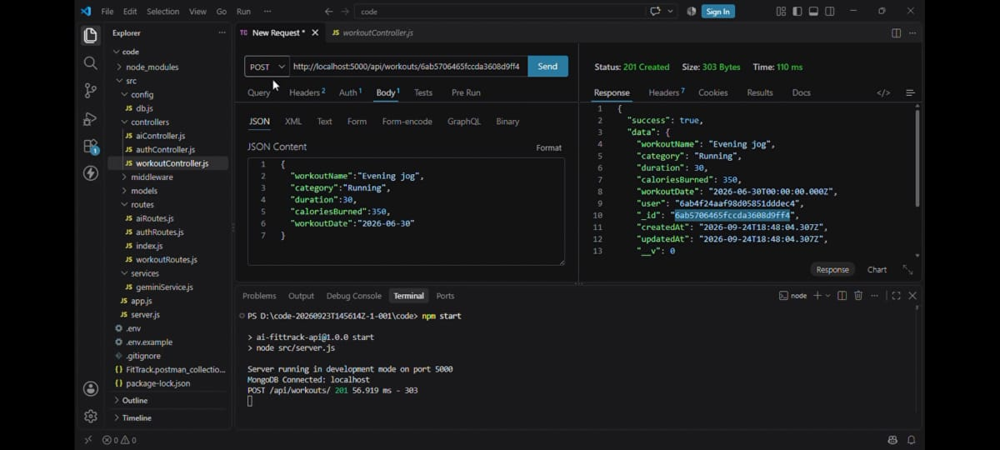 File Edit Selection View Go Run ··· code Sign In
Explorer ···
code
node_modules
src
config
JS db.js
controllers
JS aiController.js
JS authController.js
JS workoutController.js
middleware
models
routes
JS aiRoutes.js
JS authRoutes.js
JS index.js
JS workoutRoutes.js
services
JS geminiService.js
JS app.js
JS server.js
.env
.env.example
.gitignore
{} FitTrack.postman_collectio...
{} package-lock.json
Outline
Timeline
1
0 0
TC New Request * JS workoutController.js
POST http://localhost:5000/api/workouts/6ab5706465fccda3608d9ff4 Send
Query Headers 2 Auth 1 Body 1 Tests Pre Run
JSON XML Text Form Form-encode GraphQL Binary
JSON Content Format
1 {
2 "workoutName":"Evening jog",
3 "category":"Running",
4 "duration":30,
5 "caloriesBurned":350,
6 "workoutDate":"2026-06-30"
7 }
Status: 201 Created Size: 303 Bytes Time: 110 ms
Response Headers 7 Cookies Results Docs </>
1 {
2 "success": true,
3 "data": {
4 "workoutName": "Evening jog",
5 "category": "Running",
6 "duration": 30,
7 "caloriesBurned": 350,
8 "workoutDate": "2026-06-30T00:00:00.000Z",
9 "user": "6ab4f24aaf98d05851dddec4",
10 "_id": "6ab5706465fccda3608d9ff4",
11 "createdAt": "2026-09-24T18:48:04.307Z",
12 "updatedAt": "2026-09-24T18:48:04.307Z",
13 "__v": 0
Response Chart
Problems Output Debug Console Terminal Ports node
PS D:\code-20260923T145614Z-1-001\code> npm start
> ai-fittrack-api@1.0.0 start
> node src/server.js
Server running in development mode on port 5000
MongoDB Connected: localhost
POST /api/workouts/ 201 56.919 ms - 303